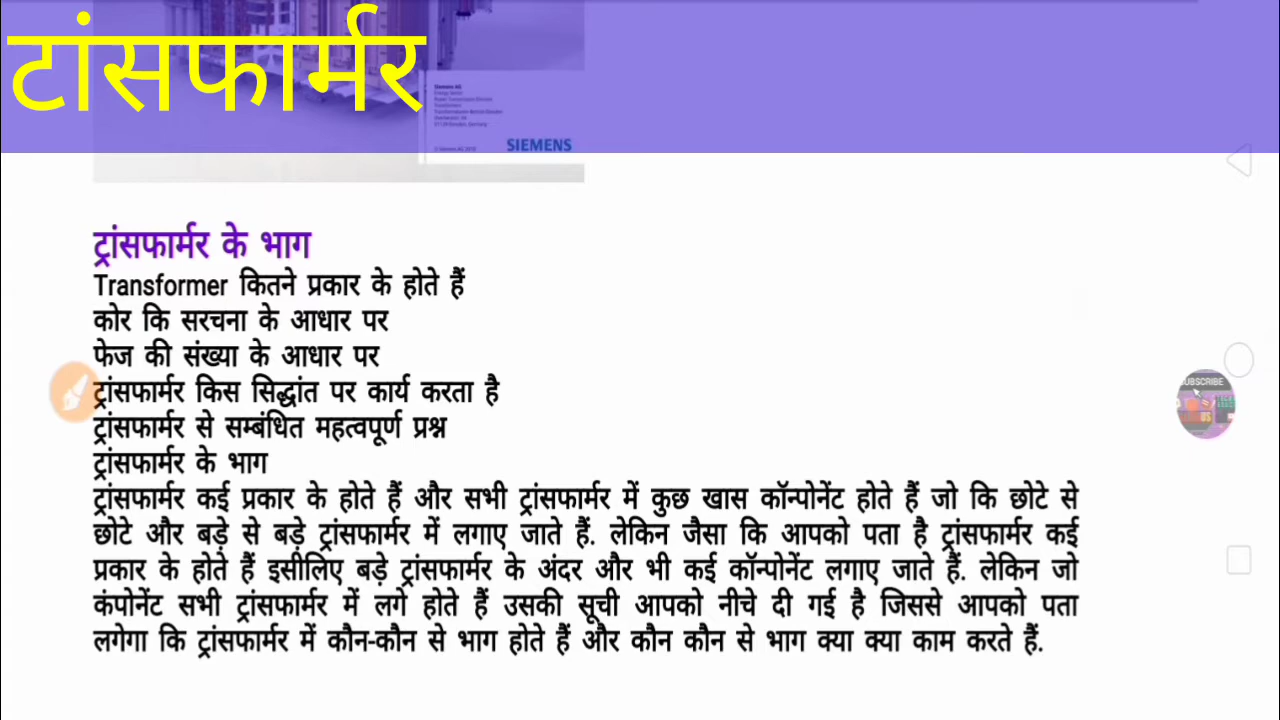 टांसफार्मर
Siemens AG
SIEMENS
ट्रांसफार्मर के भाग
Transformer कितने प्रकार के होते हैं
कोर कि सरचना के आधार पर
फेज की संख्या के आधार पर
ट्रांसफार्मर किस सिद्धांत पर कार्य करता है
ट्रांसफार्मर से सम्बंधित महत्वपूर्ण प्रश्न
ट्रांसफार्मर के भाग
ट्रांसफार्मर कई प्रकार के होते हैं और सभी ट्रांसफार्मर में कुछ खास कॉम्पोनेंट होते हैं जो कि छोटे से
छोटे और बड़े से बड़े ट्रांसफार्मर में लगाए जाते हैं. लेकिन जैसा कि आपको पता है ट्रांसफार्मर कई
प्रकार के होते हैं इसीलिए बड़े ट्रांसफार्मर के अंदर और भी कई कॉम्पोनेंट लगाए जाते हैं. लेकिन जो
कंपोनेंट सभी ट्रांसफार्मर में लगे होते हैं उसकी सूची आपको नीचे दी गई है जिससे आपको पता
लगेगा कि ट्रांसफार्मर में कौन-कौन से भाग होते हैं और कौन कौन से भाग क्या क्या काम करते हैं.
SUBSCRIBE